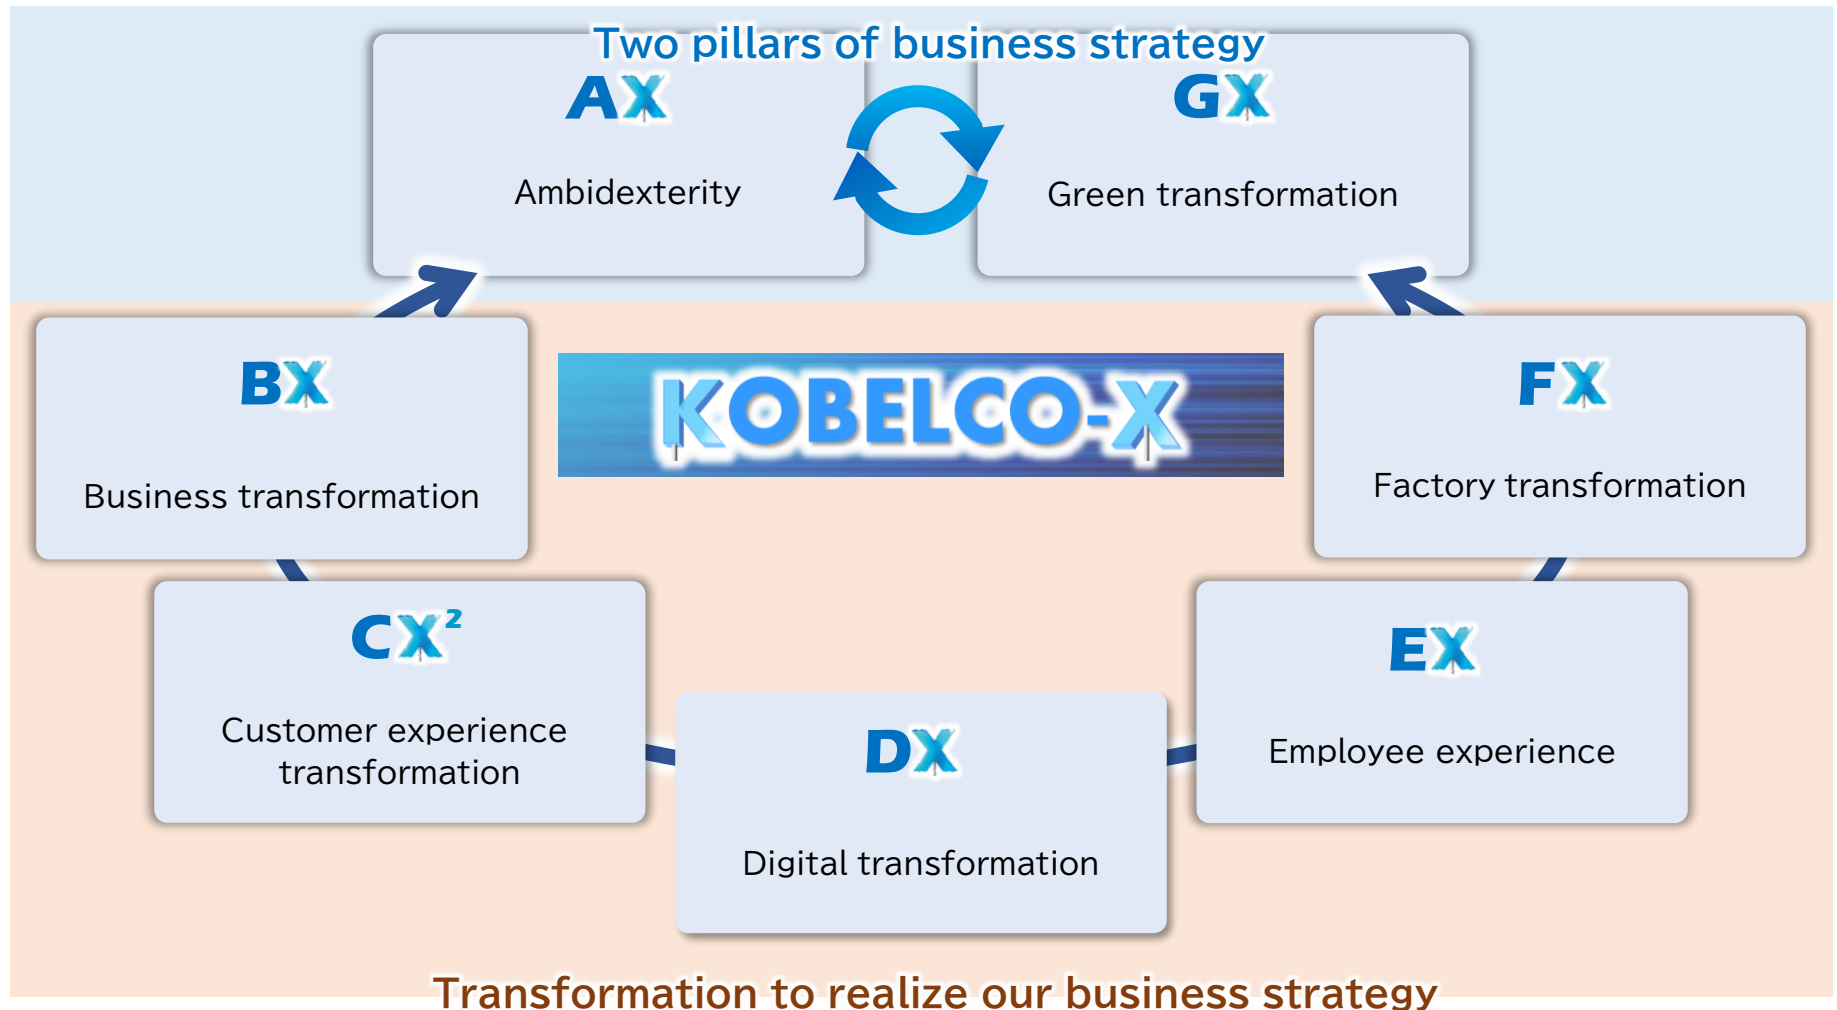 Two pillars of business strategy
AX
Ambidexterity
GX
Green transformation
BX
Business transformation
KOBELCO-X
FX
Factory transformation
CX²
Customer experience
transformation
EX
Employee experience
DX
Digital transformation
Transformation to realize our business strategy